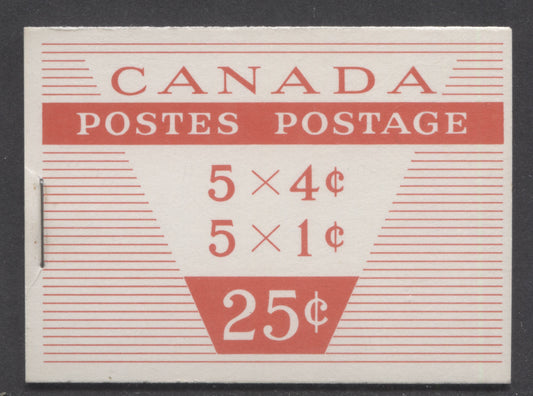 CANADA
POSTES POSTAGE
5 × 4¢
5 × 1¢
25¢